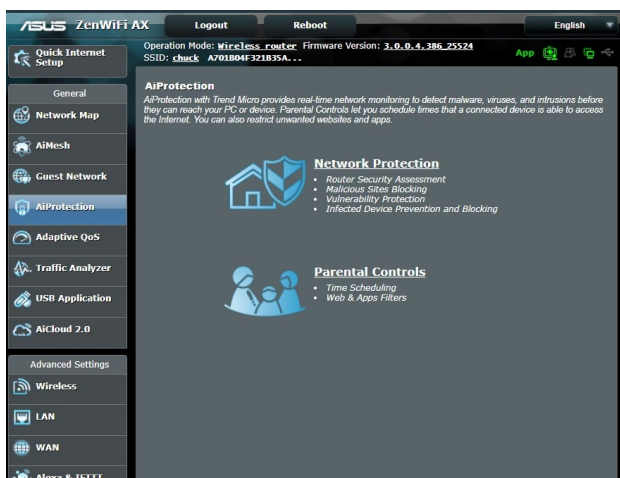 ASUS ZenWiFi AX Logout Reboot English
Quick Internet Setup
Operation Mode: Wireless router Firmware Version: 3.0.0.4.386_25524
SSID: chuck A701B04F321B35A...
App
General
Network Map
AiMesh
Guest Network
AiProtection
Adaptive QoS
Traffic Analyzer
USB Application
AiCloud 2.0
Advanced Settings
Wireless
LAN
WAN
Alexa & IFTTT
AiProtection
AiProtection with Trend Micro provides real-time network monitoring to detect malware, viruses, and intrusions before
they can reach your PC or device. Parental Controls let you schedule times that a connected device is able to access
the Internet. You can also restrict unwanted websites and apps.
Network Protection
• Router Security Assessment
• Malicious Sites Blocking
• Vulnerability Protection
• Infected Device Prevention and Blocking
Parental Controls
• Time Scheduling
• Web & Apps Filters